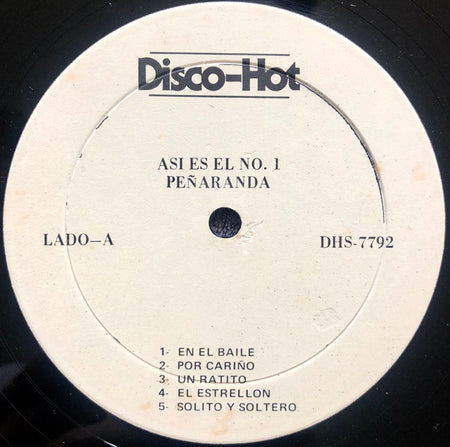 Disco-Hot
ASI ES EL NO. 1
PEÑARANDA
LADO-A
DHS-7792
1- EN EL BAILE
2- POR CARIÑO
3- UN RATITO
4- EL ESTRELLON
5- SOLITO Y SOLTERO